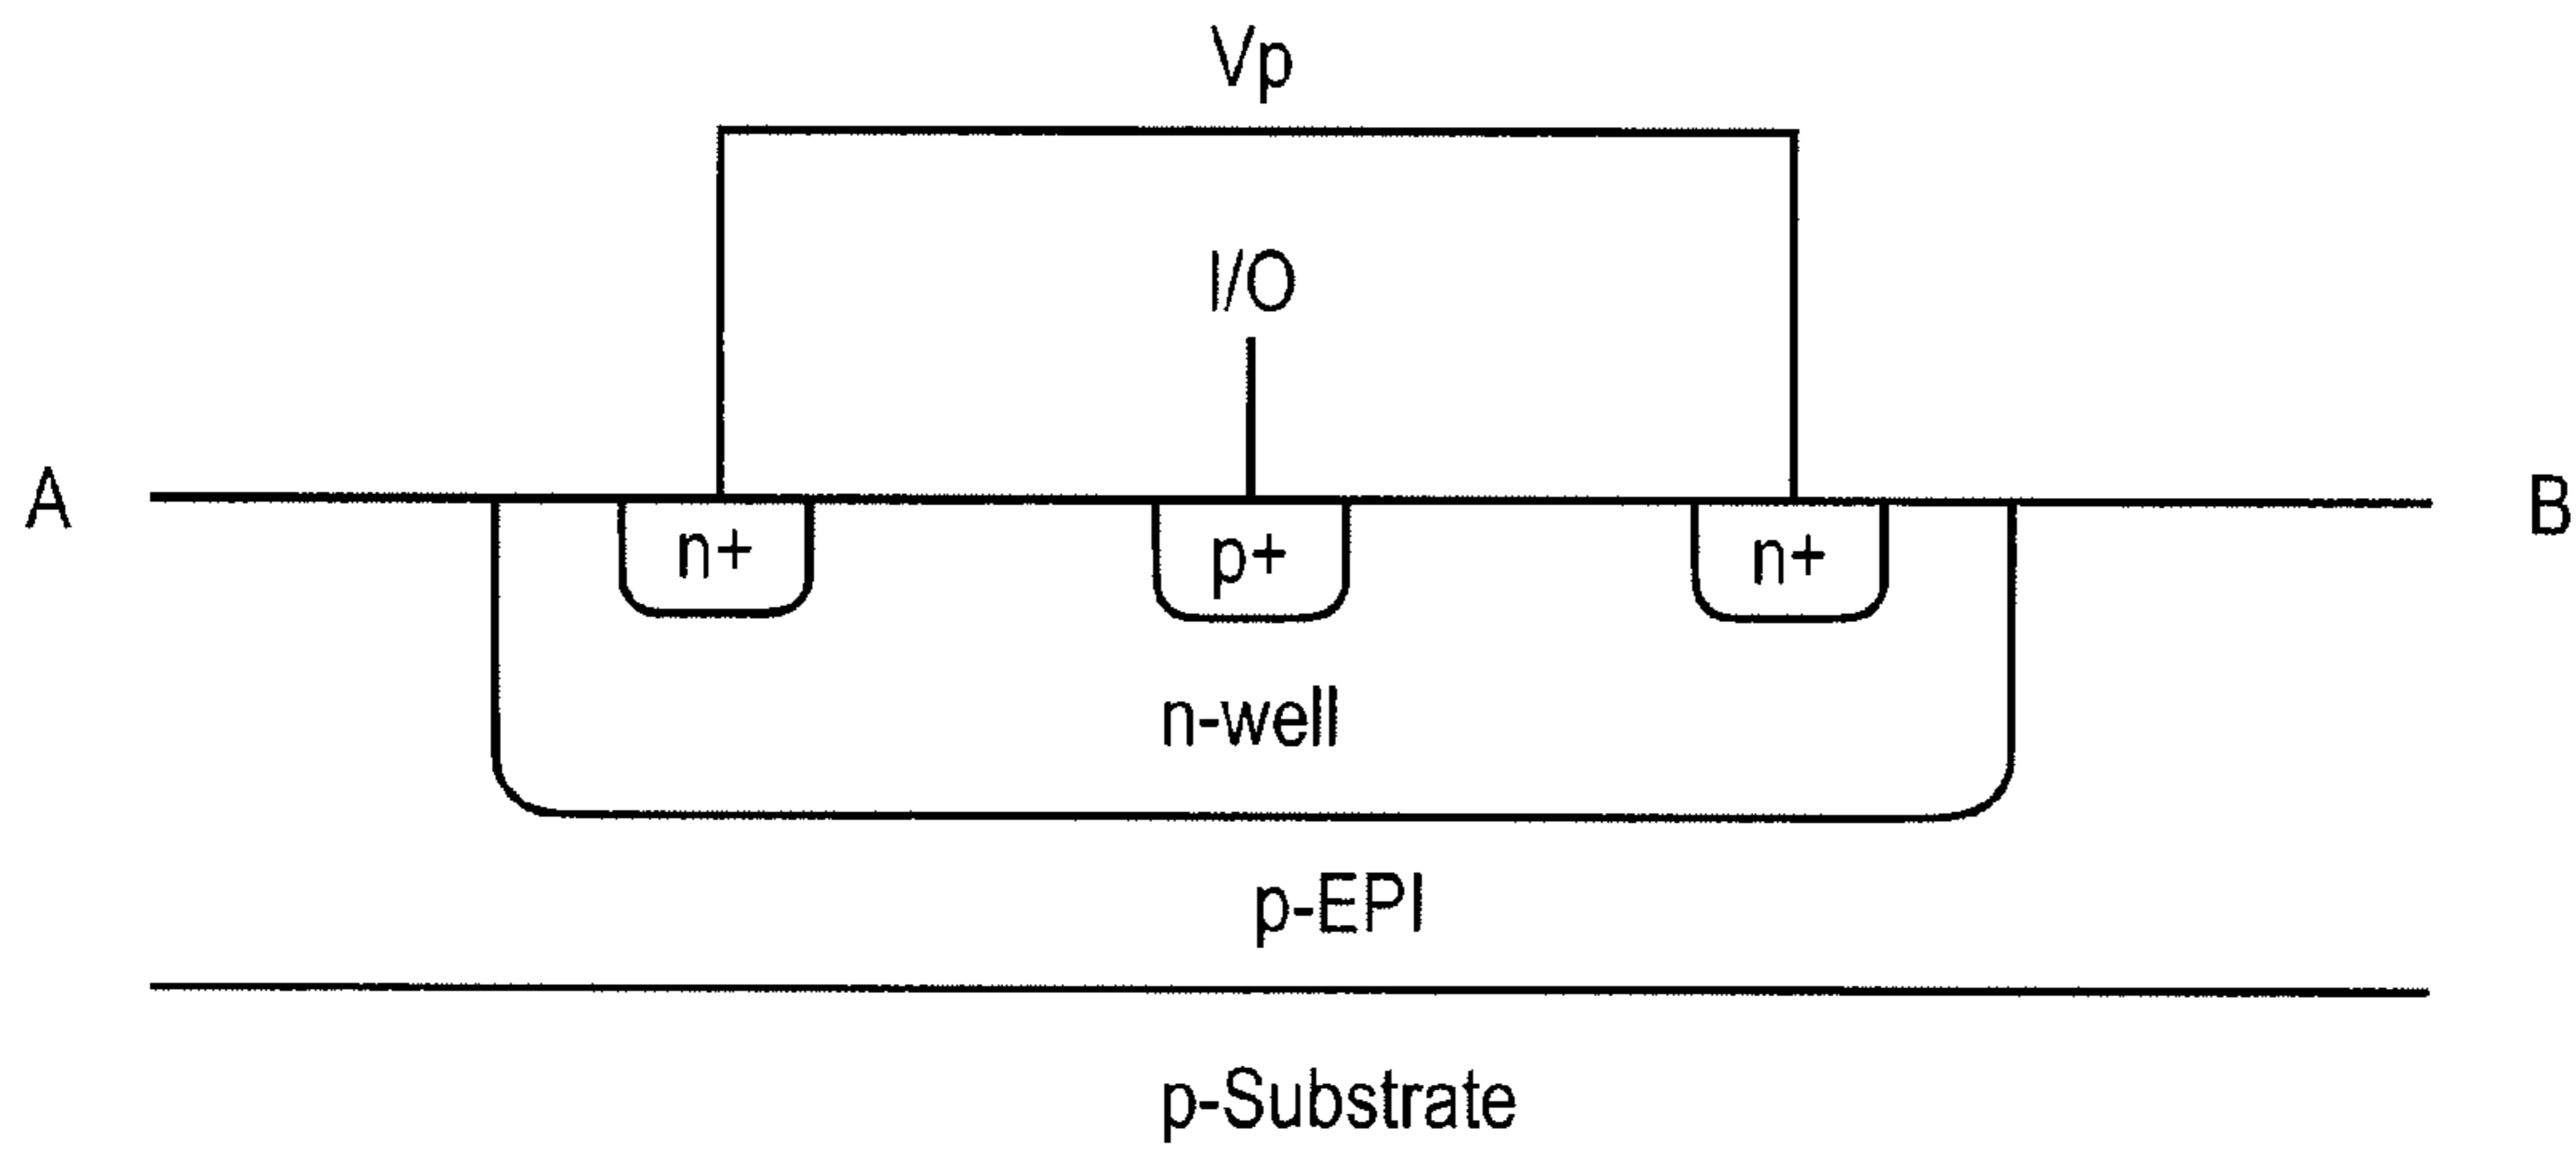 Vp
I/O
A
B
n+
p+
n+
n-well
p-EPI
p-Substrate